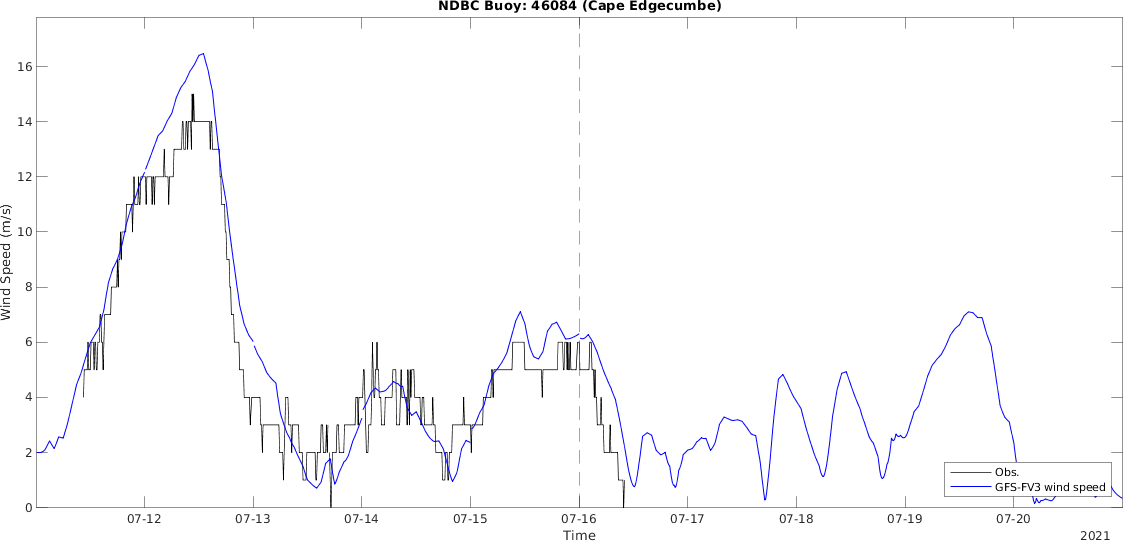 NDBC Buoy: 46084 (Cape Edgecumbe)
Wind Speed (m/s)
16
14
12
10
8
6
4
2
0
07-12 07-13 07-14 07-15 07-16 07-17 07-18 07-19 07-20
Time
2021
Obs.
GFS-FV3 wind speed